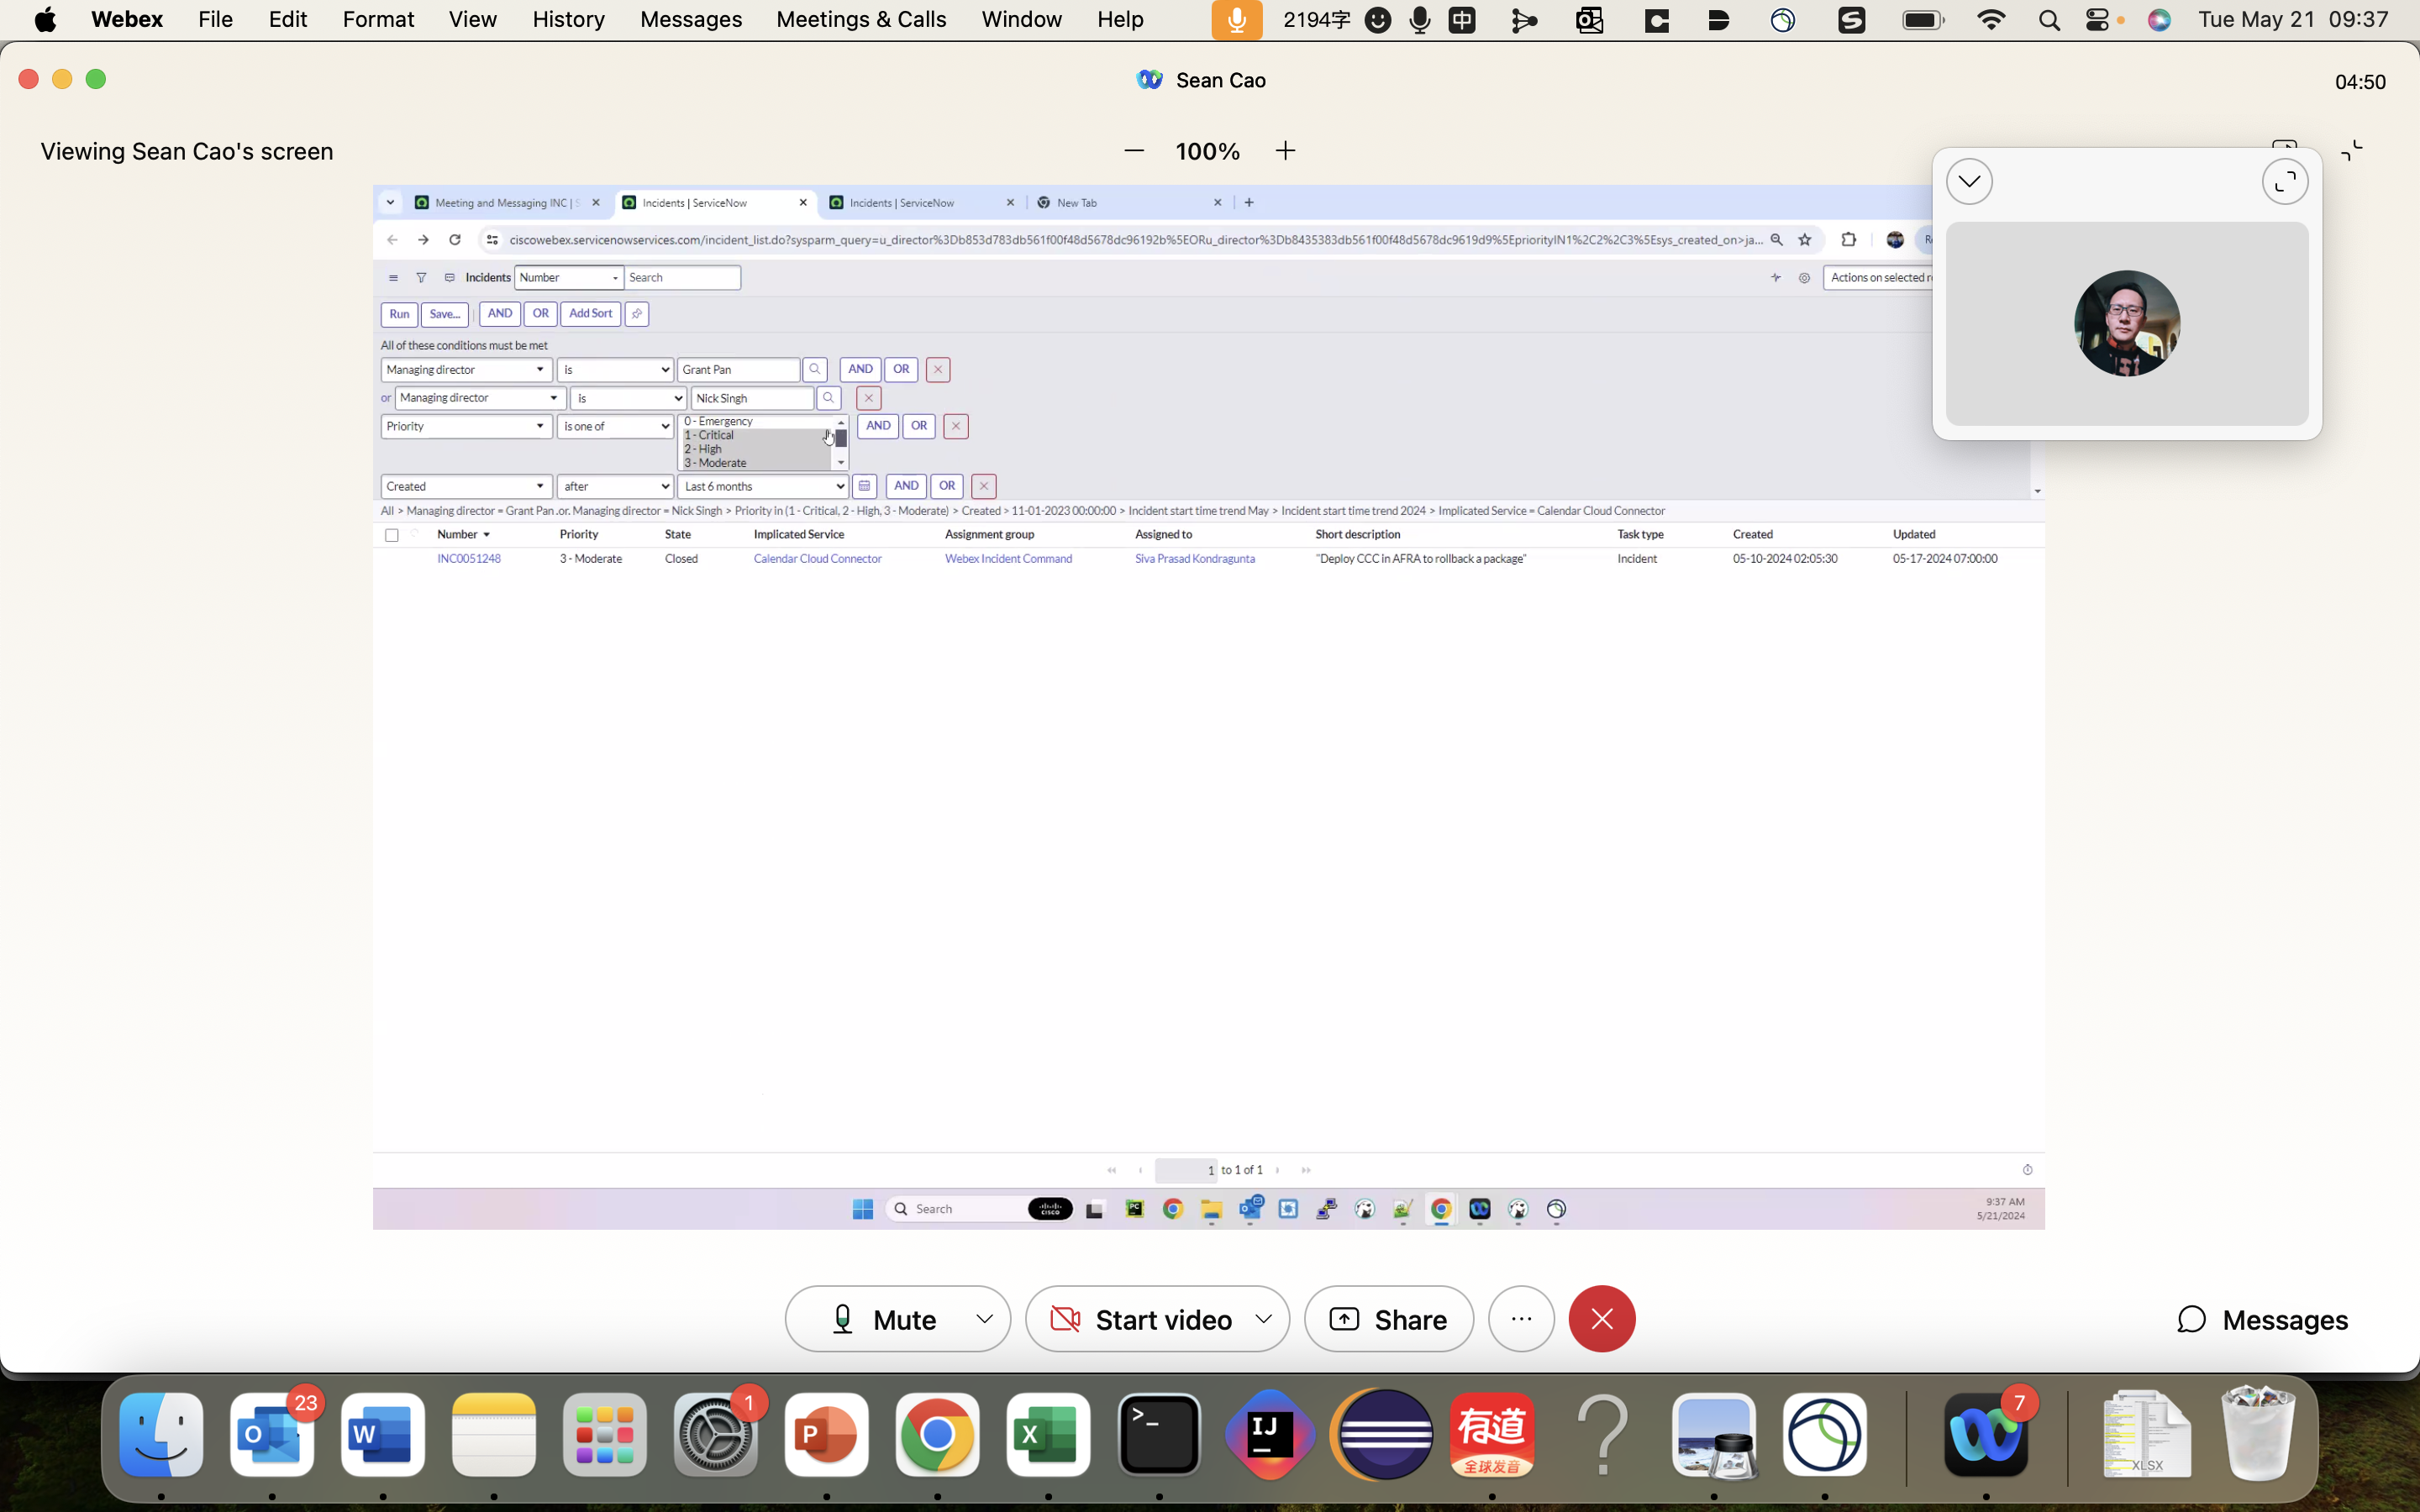 Webex File Edit Format View History Messages Meetings & Calls Window Help 2194字 中 Tue May 21 09:37
Sean Cao
04:50
Viewing Sean Cao's screen
100%
Meeting and Messaging INC | S
Incidents | ServiceNow
Incidents | ServiceNow
New Tab
ciscowebex.servicenowservices.com/incident_list.do?sysparm_query=u_director%3Db853d783db561f00f48d5678dc96192b%5EORu_director%3Db8435383db561f00f48d5678dc9619d9%5EpriorityIN1%2C2%2C3%5Esys_created_on>ja...
Incidents Number Search
Actions on selected r
Run Save... AND OR Add Sort
All of these conditions must be met
Managing director is Grant Pan AND OR
or Managing director is Nick Singh
Priority is one of 0 - Emergency AND OR
1 - Critical
2 - High
3 - Moderate
Created after Last 6 months AND OR
All > Managing director = Grant Pan .or. Managing director = Nick Singh > Priority in (1 - Critical, 2 - High, 3 - Moderate) > Created > 11-01-2023 00:00:00 > Incident start time trend May > Incident start time trend 2024 > Implicated Service = Calendar Cloud Connector
Number Priority State Implicated Service Assignment group Assigned to Short description Task type Created Updated
INC0051248 3 - Moderate Closed Calendar Cloud Connector Webex Incident Command Siva Prasad Kondragunta "Deploy CCC in AFRA to rollback a package" Incident 05-10-2024 02:05:30 05-17-2024 07:00:00
1 to 1 of 1
Search
CISCO
PC
9:37 AM
5/21/2024
Mute
Start video
Share
Messages
23
W
O
1
P
X
>_
IJ
有道
全球发音
7
XLSX